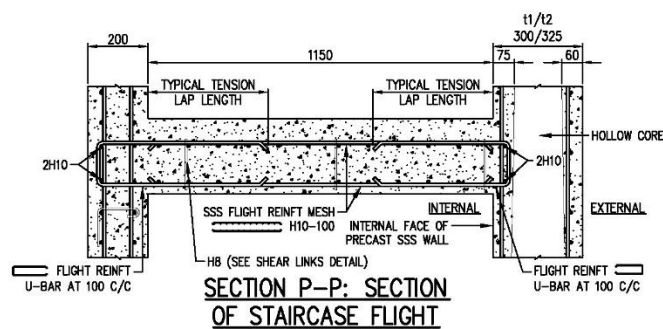 t1/t2
200
300/325
1150
75
60
TYPICAL TENSION
LAP LENGTH
TYPICAL TENSION
LAP LENGTH
HOLLOW CORE
2H10
2H10
SSS FLIGHT REINFT MESH
H10-100
INTERNAL
INTERNAL FACE OF
PRECAST SSS WALL
EXTERNAL
H8 (SEE SHEAR LINKS DETAIL)
FLIGHT REINFT
U-BAR AT 100 C/C
FLIGHT REINFT
U-BAR AT 100 C/C
SECTION P-P: SECTION
OF STAIRCASE FLIGHT